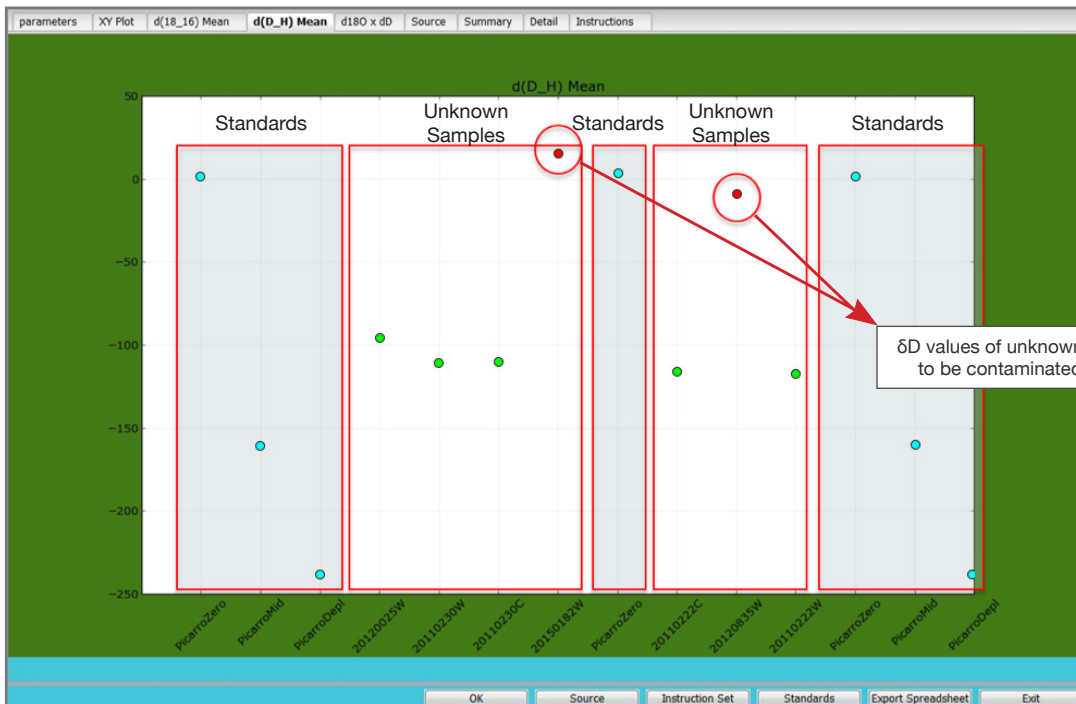 parameters XY Plot d(18_16) Mean d(D_H) Mean d18O x dD Source Summary Detail Instructions
d(D_H) Mean
Standards
Unknown
Samples
Standards
Unknown
Samples
Standards
50
0
−50
−100
−150
−200
−250
δD values of unknown
to be contaminated
PicarroZero
PicarroMid
PicarroDepl
20120025W
20110230W
20110230C
20150182W
PicarroZero
20110222C
20120835W
20110222W
PicarroZero
PicarroMid
PicarroDepl
OK Source Instruction Set Standards Export Spreadsheet Exit